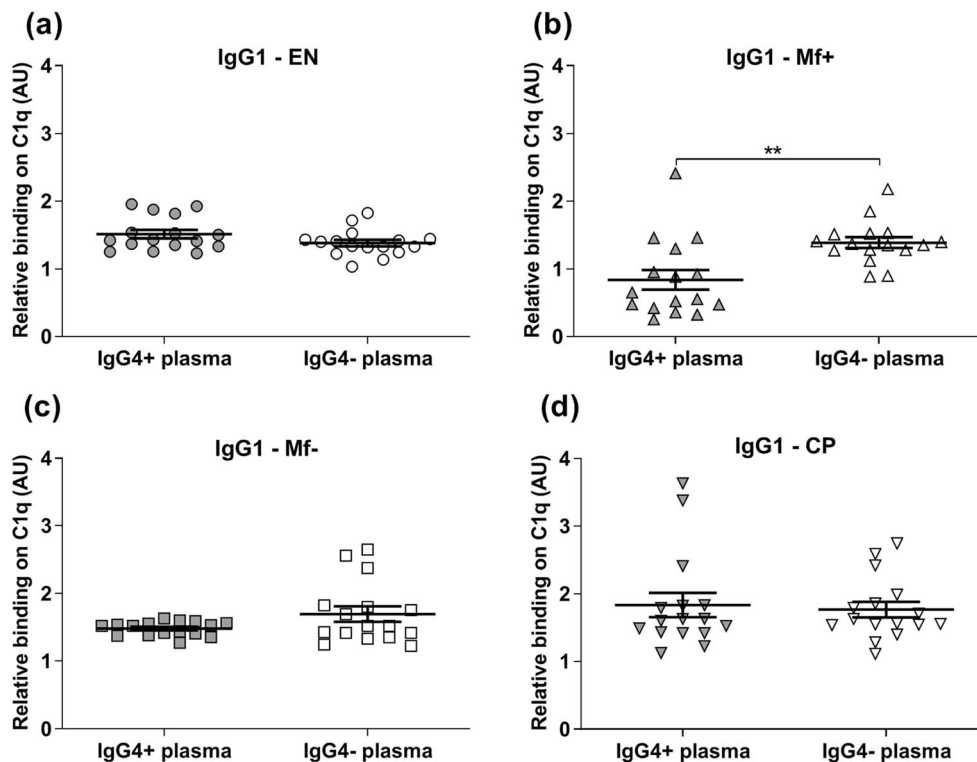 (a)
IgG1 - EN
Relative binding on C1q (AU)
4
3
2
1
0
IgG4+ plasma IgG4- plasma
(b)
IgG1 - Mf+
Relative binding on C1q (AU)
4
3
2
1
0
**
IgG4+ plasma IgG4- plasma
(c)
IgG1 - Mf-
Relative binding on C1q (AU)
4
3
2
1
0
IgG4+ plasma IgG4- plasma
(d)
IgG1 - CP
Relative binding on C1q (AU)
4
3
2
1
0
IgG4+ plasma IgG4- plasma